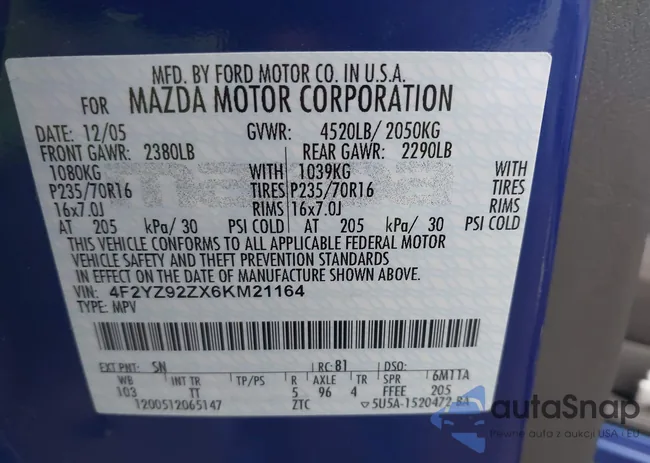 MFD. BY FORD MOTOR CO. IN U.S.A.
FOR MAZDA MOTOR CORPORATION
DATE: 12/05 GVWR: 4520LB/ 2050KG
FRONT GAWR: 2380LB REAR GAWR: 2290LB
1080KG WITH 1039KG WITH
P235/70R16 TIRES P235/70R16 TIRES
16x7.0J RIMS 16x7.0J RIMS
AT 205 kPa/ 30 PSI COLD AT 205 kPa/ 30 PSI COLD
THIS VEHICLE CONFORMS TO ALL APPLICABLE FEDERAL MOTOR
VEHICLE SAFETY AND THEFT PREVENTION STANDARDS
IN EFFECT ON THE DATE OF MANUFACTURE SHOWN ABOVE.
VIN: 4F2YZ92ZX6KM21164
TYPE: MPV
EXT PNT: SN RC: B1 DSO:
WB INT TR TP/PS R AXLE TR SPR 6M1TA
103 TT 5 96 4 FFEE 205
1200512065147 ZTC 5U5A-1520472-BA
autaSnap
Pewne auta z aukcji USA i EU